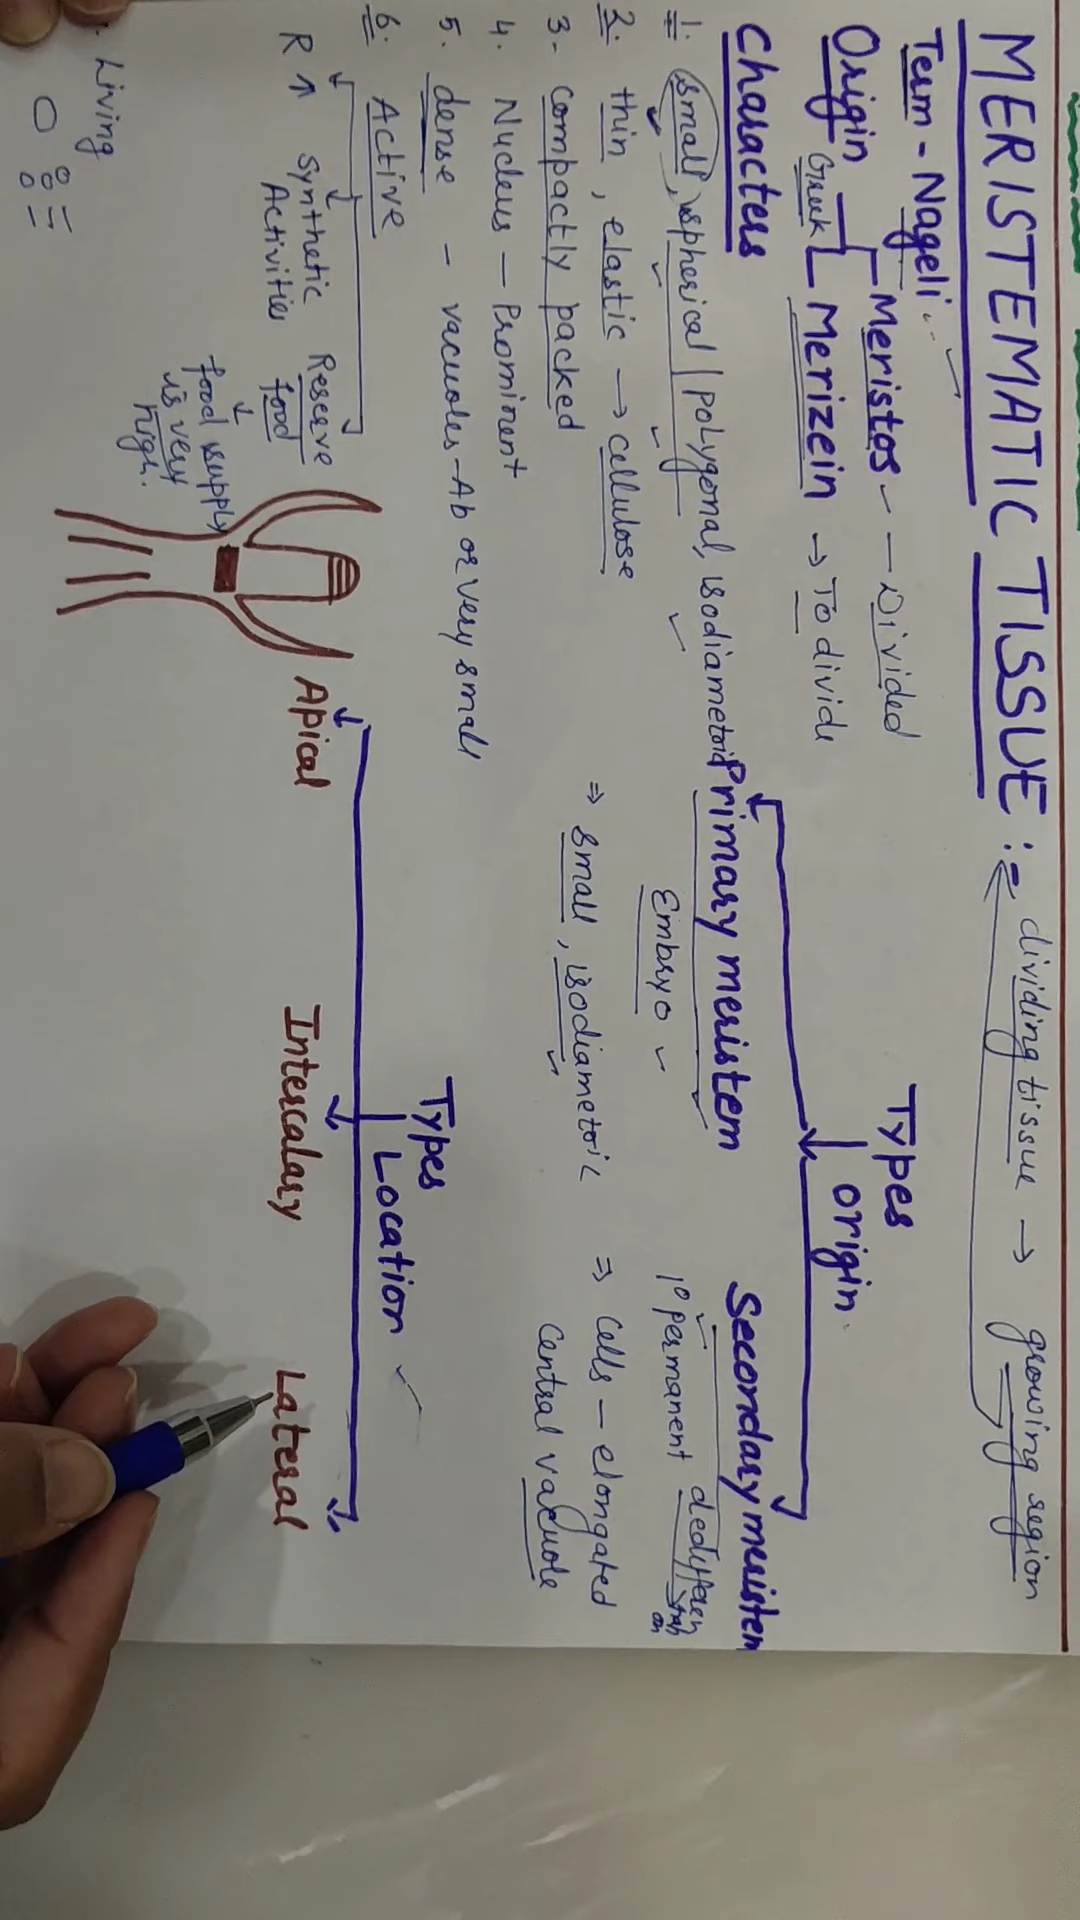 MERISTEMATIC TISSUE :- dividing tissue → growing region
Term - Nageli
Origin Meristos - Divided
Greek Merizein → To divide
Characters
1. small, spherical | polygonal, isodiametric
2. thin, elastic → cellulose
3- compactly packed
4. Nucleus - Prominent
5. dense - vacuoles - Ab or very small
6. Active
R ↑ Synthetic Activities Reserve food
food supply is very high.
Living
Types
origin
Primary meristem Secondary meristem
Embryo 1° permanent dedifferentiation
⇒ small, isodiametric ⇒ cells - elongated
central vacuole
Types
Location
Apical Intercalary Lateral